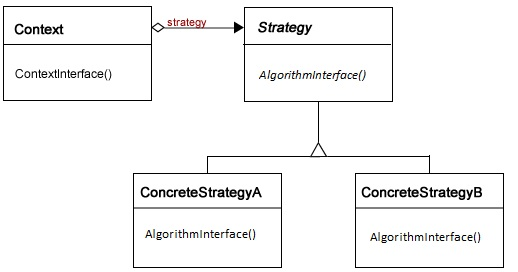 Context
strategy
Strategy
ContextInterface()
AlgorithmInterface()
ConcreteStrategyA
ConcreteStrategyB
AlgorithmInterface()
AlgorithmInterface()